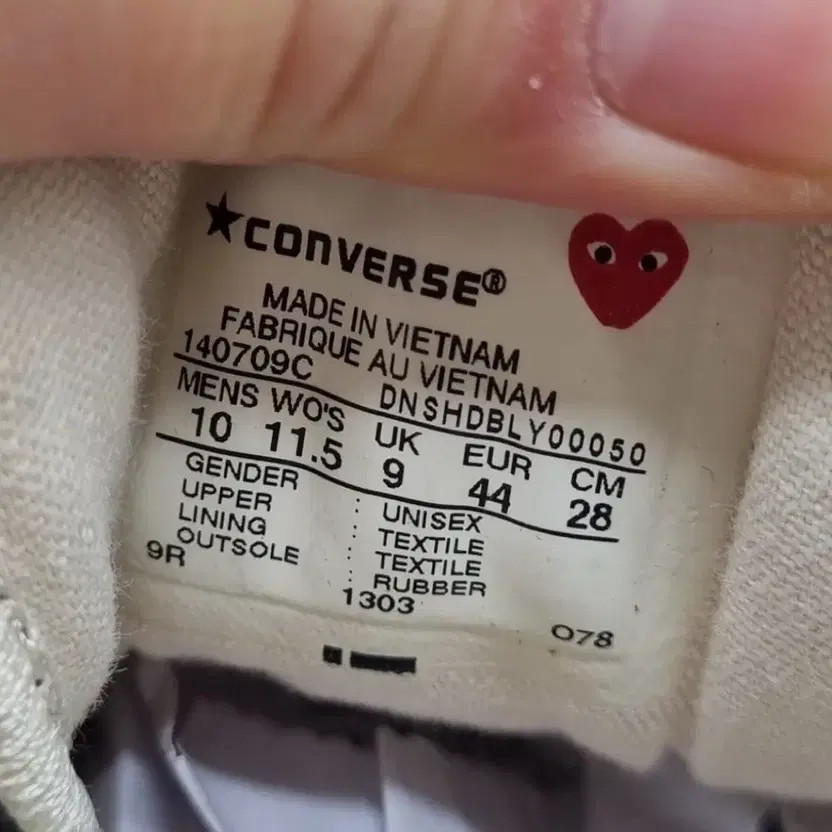 ★CONVERSE®
MADE IN VIETNAM
FABRIQUE AU VIETNAM
140709C DNSHDBLY00050
MENS WO'S UK EUR CM
10 11.5 9 44 28
GENDER : UNISEX
UPPER : TEXTILE
LINING : TEXTILE
OUTSOLE : RUBBER
9R 1303 078